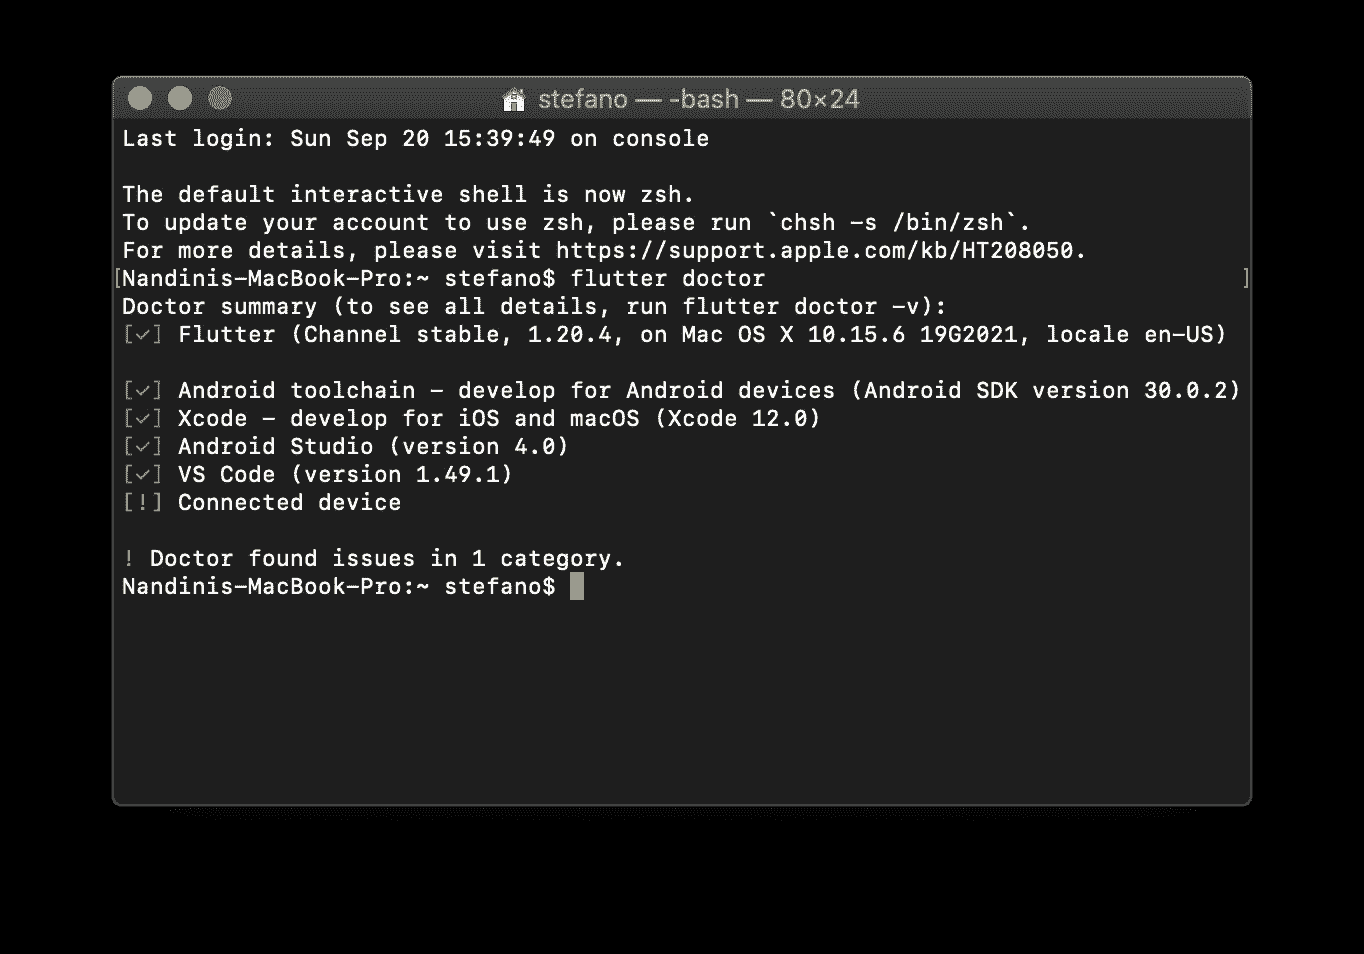 stefano — -bash — 80×24
Last login: Sun Sep 20 15:39:49 on console
The default interactive shell is now zsh.
To update your account to use zsh, please run `chsh -s /bin/zsh`.
For more details, please visit https://support.apple.com/kb/HT208050.
[Nandinis-MacBook-Pro:~ stefano$ flutter doctor ]
Doctor summary (to see all details, run flutter doctor -v):
[✓] Flutter (Channel stable, 1.20.4, on Mac OS X 10.15.6 19G2021, locale en-US)
[✓] Android toolchain - develop for Android devices (Android SDK version 30.0.2)
[✓] Xcode - develop for iOS and macOS (Xcode 12.0)
[✓] Android Studio (version 4.0)
[✓] VS Code (version 1.49.1)
[!] Connected device
! Doctor found issues in 1 category.
Nandinis-MacBook-Pro:~ stefano$